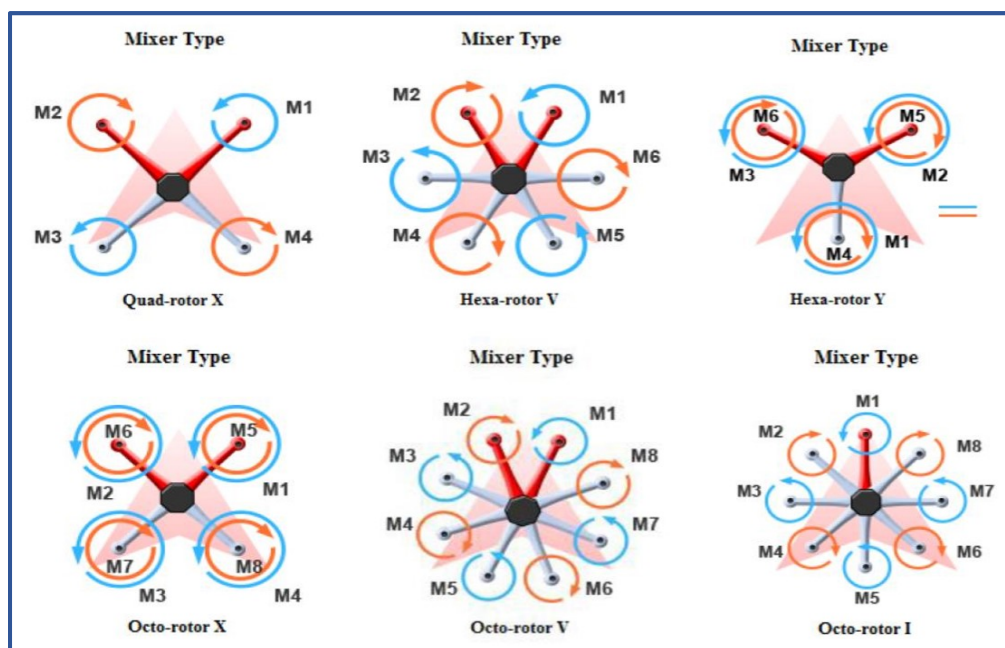 Mixer Type
M2
M1
M3
M4
Quad-rotor X
Mixer Type
M2
M1
M3
M6
M4
M5
Hexa-rotor V
Mixer Type
M6
M5
M3
M2
M4
M1
Hexa-rotor Y
Mixer Type
M6
M5
M2
M1
M7
M8
M3
M4
Octo-rotor X
Mixer Type
M2
M1
M3
M8
M4
M7
M5
M6
Octo-rotor V
Mixer Type
M1
M2
M8
M3
M7
M4
M6
M5
Octo-rotor I